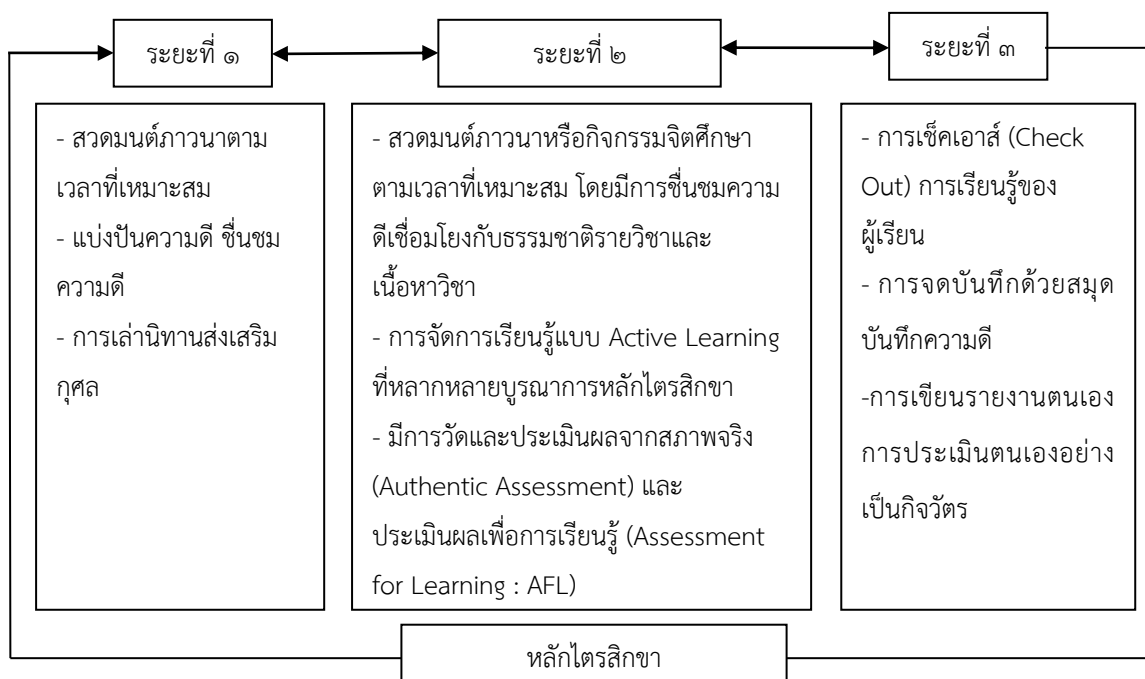 ระยะที่ ๑
ระยะที่ ๒
ระยะที่ ๓
- สวดมนต์ภาวนาตาม
เวลาที่เหมาะสม
- แบ่งปันความดี ชื่นชม
ความดี
- การเล่านิทานส่งเสริม
กุศล
- สวดมนต์ภาวนาหรือกิจกรรมจิตศึกษา
ตามเวลาที่เหมาะสม โดยมีการชื่นชมความ
ดีเชื่อมโยงกับธรรมชาติรายวิชาและ
เนื้อหาวิชา
- การจัดการเรียนรู้แบบ Active Learning
ที่หลากหลายบูรณาการหลักไตรสิกขา
- มีการวัดและประเมินผลจากสภาพจริง
(Authentic Assessment) และ
ประเมินผลเพื่อการเรียนรู้ (Assessment
for Learning : AFL)
- การเช็คเอาส์ (Check
Out) การเรียนรู้ของ
ผู้เรียน
- การจดบันทึกด้วยสมุด
บันทึกความดี
-การเขียนรายงานตนเอง
การประเมินตนเองอย่าง
เป็นกิจวัตร
หลักไตรสิกขา